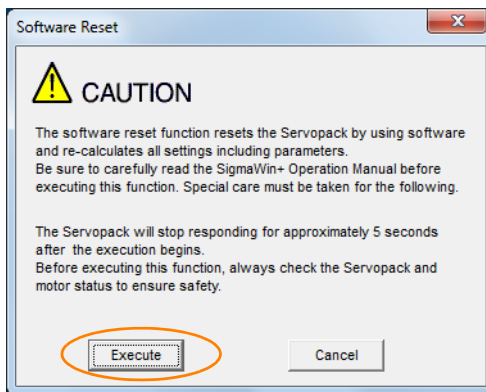 Software Reset
CAUTION
The software reset function resets the Servopack by using software
and re-calculates all settings including parameters.
Be sure to carefully read the SigmaWin+ Operation Manual before
executing this function. Special care must be taken for the following.
The Servopack will stop responding for approximately 5 seconds
after the execution begins.
Before executing this function, always check the Servopack and
motor status to ensure safety.
Execute Cancel